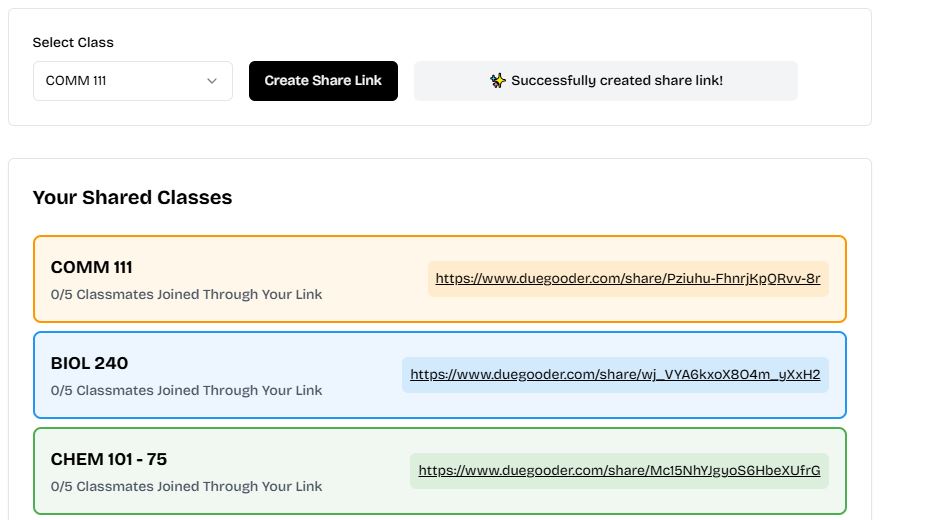 Select Class
COMM 111
Create Share Link
✨ Successfully created share link!
Your Shared Classes
COMM 111
0/5 Classmates Joined Through Your Link
https://www.duegooder.com/share/Pziuhu-FhnrjKpQRvv-8r
BIOL 240
0/5 Classmates Joined Through Your Link
https://www.duegooder.com/share/wj_VYA6kxoX8O4m_yXxH2
CHEM 101 - 75
0/5 Classmates Joined Through Your Link
https://www.duegooder.com/share/Mc15NhYJgyoS6HbeXUfrG